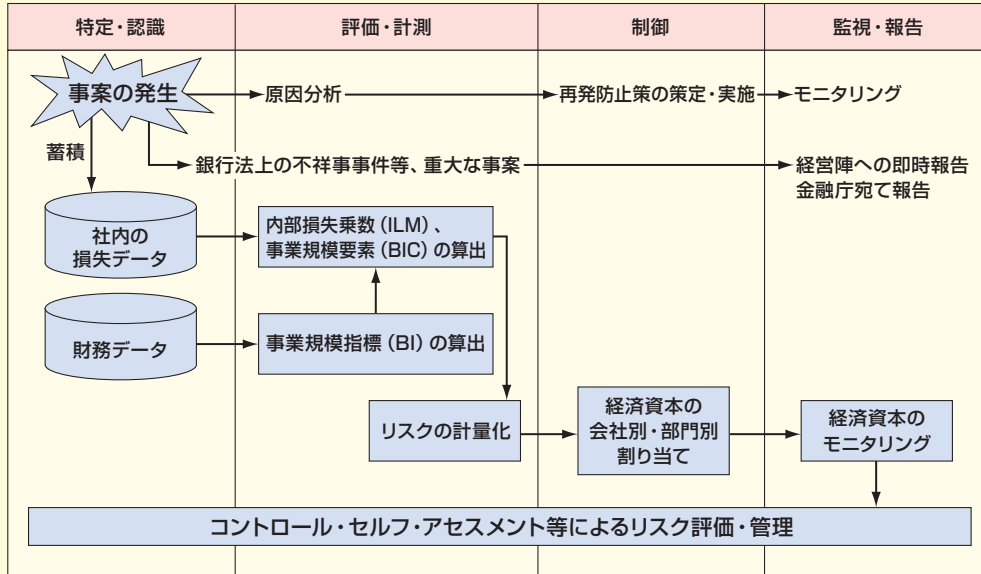 特定・認識
評価・計測
制御
監視・報告
事案の発生
原因分析
再発防止策の策定・実施
モニタリング
蓄積
銀行法上の不祥事事件等、重大な事案
経営陣への即時報告
金融庁宛て報告
社内の
損失データ
内部損失乗数（ILM）、
事業規模要素（BIC）の算出
財務データ
事業規模指標（BI）の算出
リスクの計量化
経済資本の
会社別・部門別
割り当て
経済資本の
モニタリング
コントロール・セルフ・アセスメント等によるリスク評価・管理